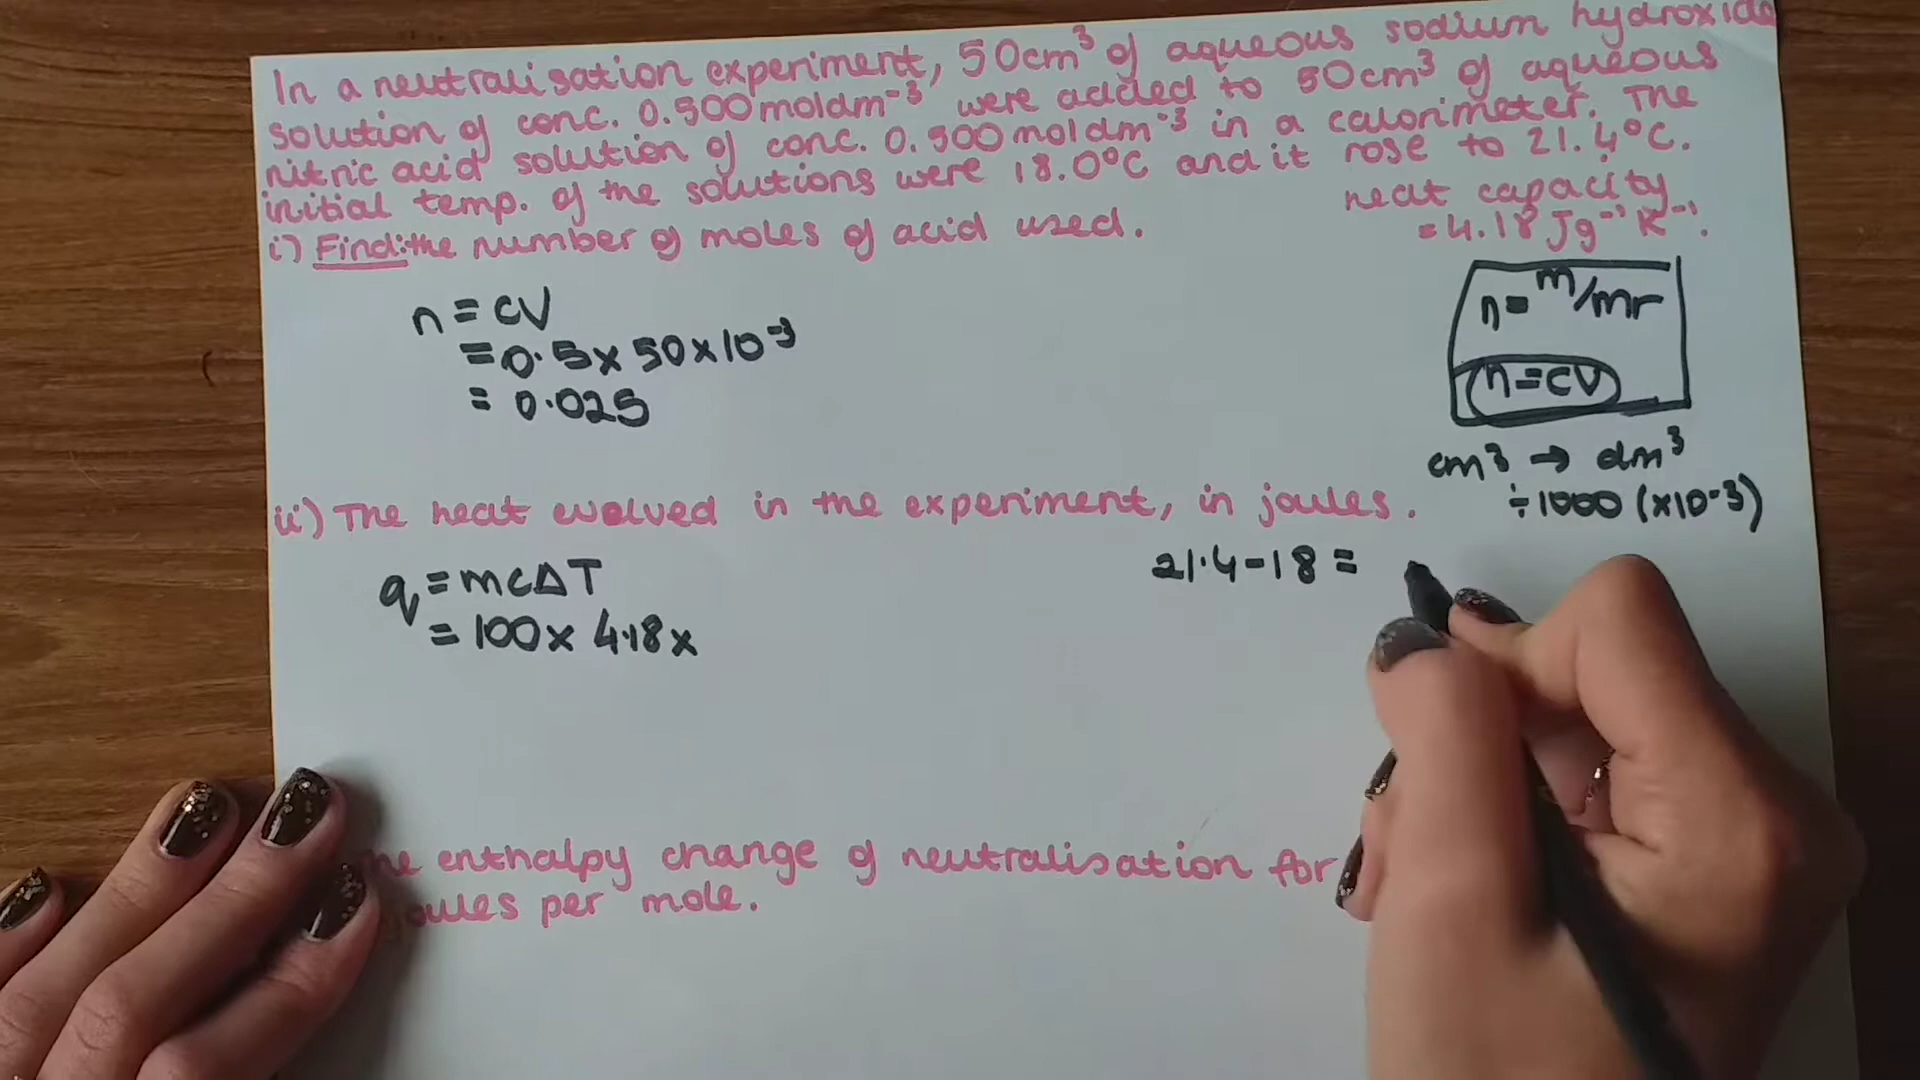 In a neutralisation experiment, 50cm³ of aqueous sodium hydroxide
solution of conc. 0.500moldm⁻³ were added to 50cm³ of aqueous
nitric acid solution of conc. 0.500moldm⁻³ in a calorimeter. The
initial temp. of the solutions were 18.0°C and it rose to 21.4°C.
heat capacity
= 4.18 Jg⁻¹ K⁻¹.
i) Find: the number of moles of acid used.
n = cV
= 0.5 x 50 x 10⁻³
= 0.025
n = m/mr
n = cV
cm³ → dm³
÷1000 (x10⁻³)
ii) The heat evolved in the experiment, in joules.
q = mcΔT
= 100 x 4.18 x
21.4 - 18 =
enthalpy change of neutralisation for
per mole.